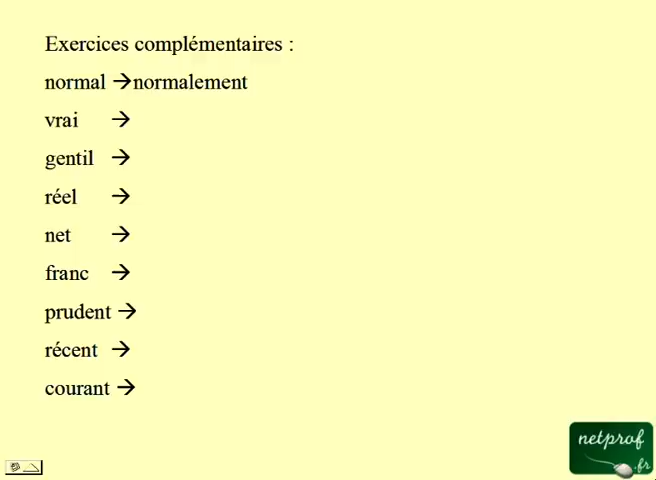 Exercices complémentaires :
normal →normalement
vrai →
gentil →
réel →
net →
franc →
prudent →
récent →
courant →
netprof
.fr